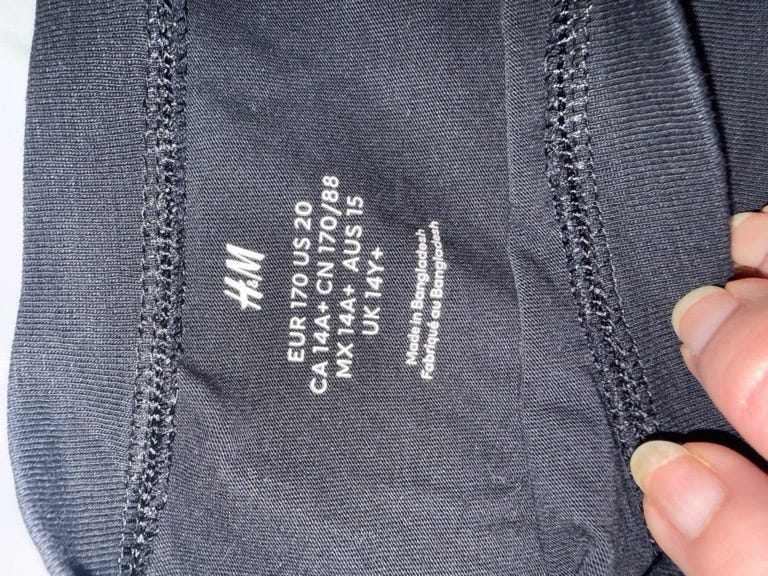 H&M
EUR 170 US 20
CA 14A+ CN 170/88
MX 14A+ AUS 15
UK 14Y+
Made in Bangladesh
Fabriqué au Bangladesh